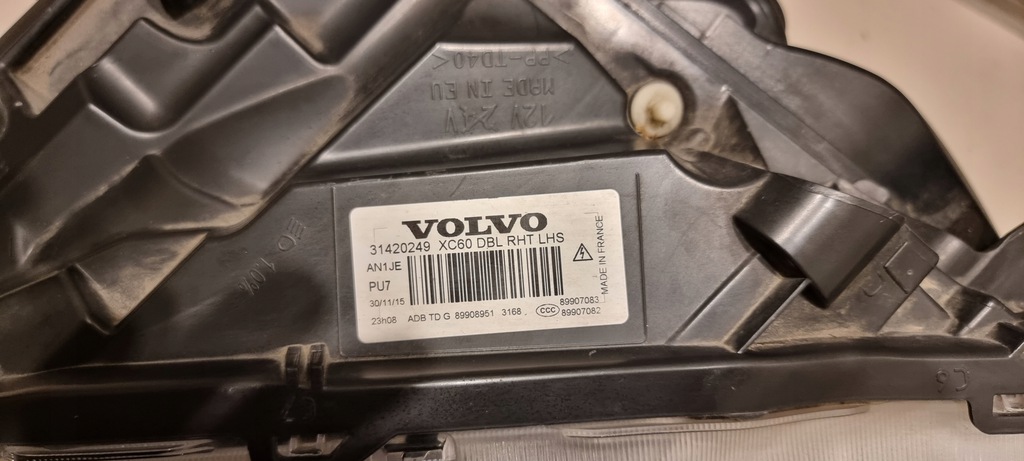 >PP-TD40<
MADE IN EU
12V 24V
VOLVO
31420249 XC60 DBL RHT LHS
AN1JE
PU7
30/11/15
23h08 ADB TD G 89908951 3168
CCC
89907083
89907082
MADE IN FRANCE